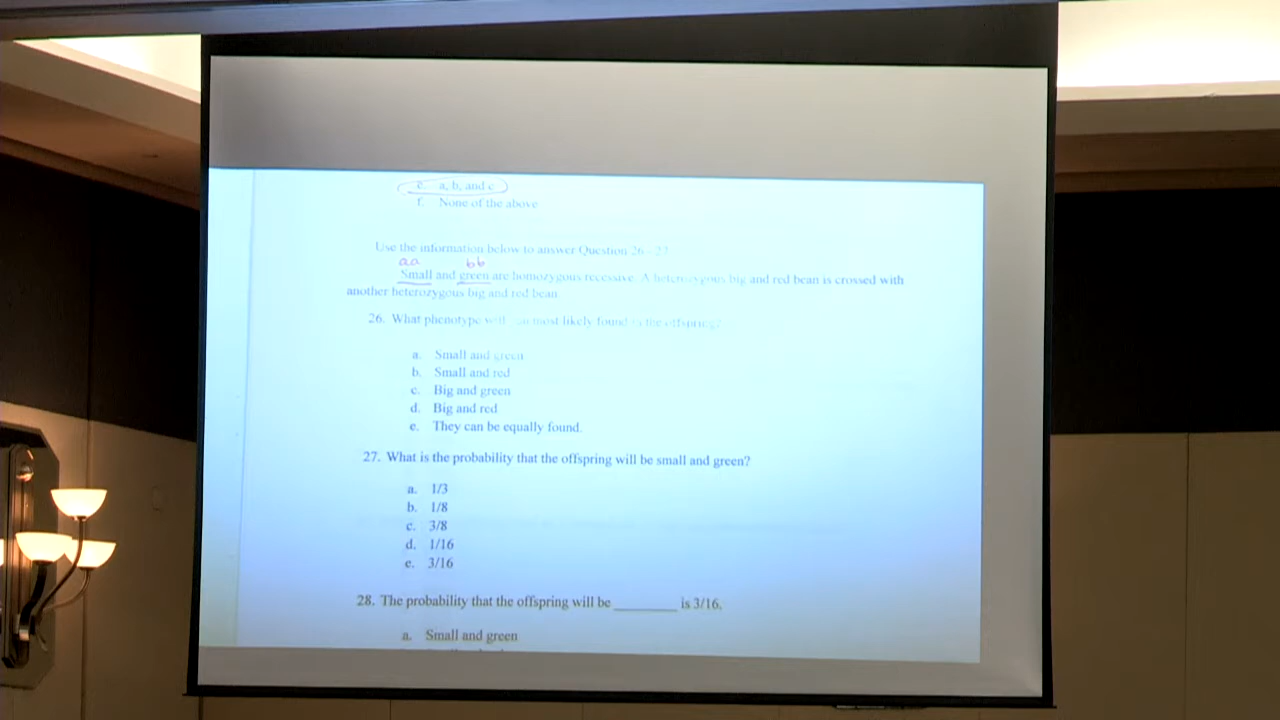 e. a, b, and c
f. None of the above
Use the information below to answer Question 26 - 27
aa bb
Small and green are homozygous recessive. A heterozygous big and red bean is crossed with
another heterozygous big and red bean.
26. What phenotype most likely found in the offspring?
a. Small and green
b. Small and red
c. Big and green
d. Big and red
e. They can be equally found.
27. What is the probability that the offspring will be small and green?
a. 1/3
b. 1/8
c. 3/8
d. 1/16
e. 3/16
28. The probability that the offspring will be ________ is 3/16.
a. Small and green